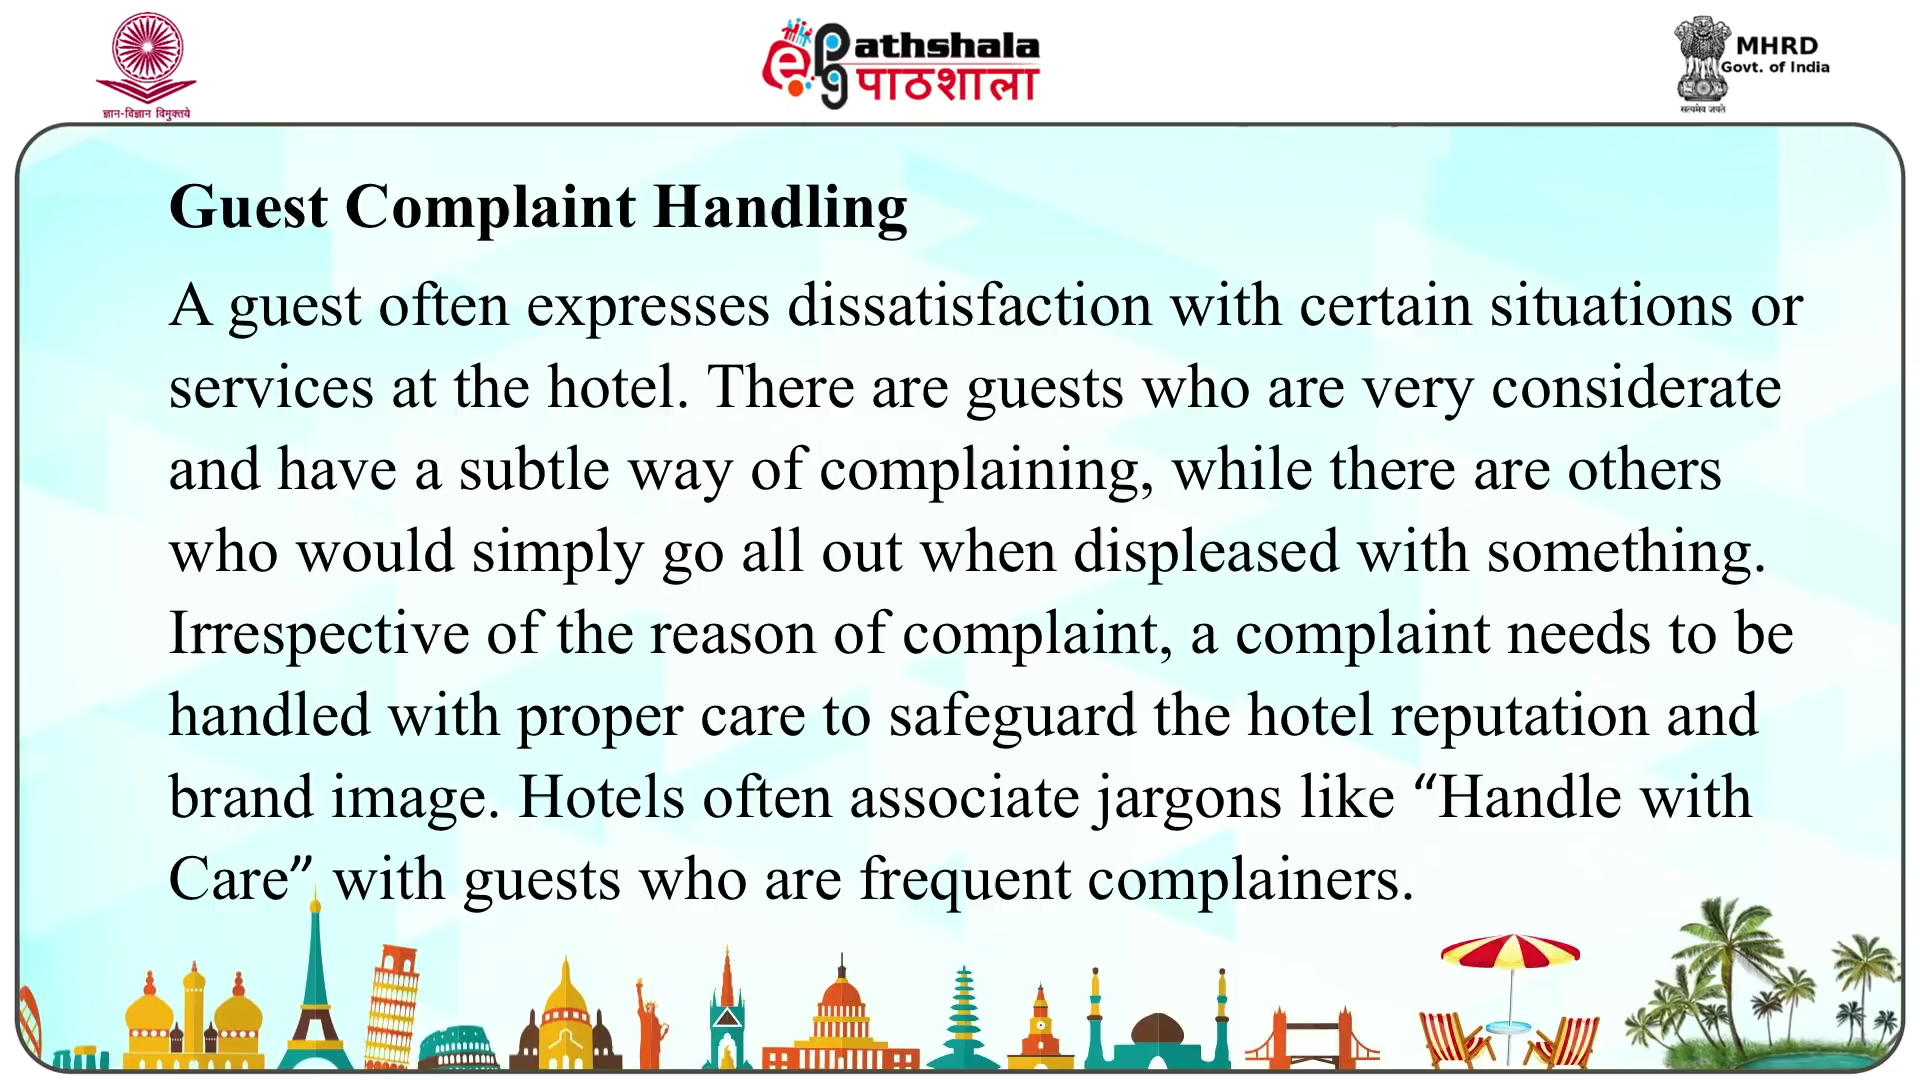 ज्ञान-विज्ञान विमुक्तये
ePGpathshala
पाठशाला
MHRD
Govt. of India
सत्यमेव जयते
Guest Complaint Handling
A guest often expresses dissatisfaction with certain situations or
services at the hotel. There are guests who are very considerate
and have a subtle way of complaining, while there are others
who would simply go all out when displeased with something.
Irrespective of the reason of complaint, a complaint needs to be
handled with proper care to safeguard the hotel reputation and
brand image. Hotels often associate jargons like “Handle with
Care” with guests who are frequent complainers.